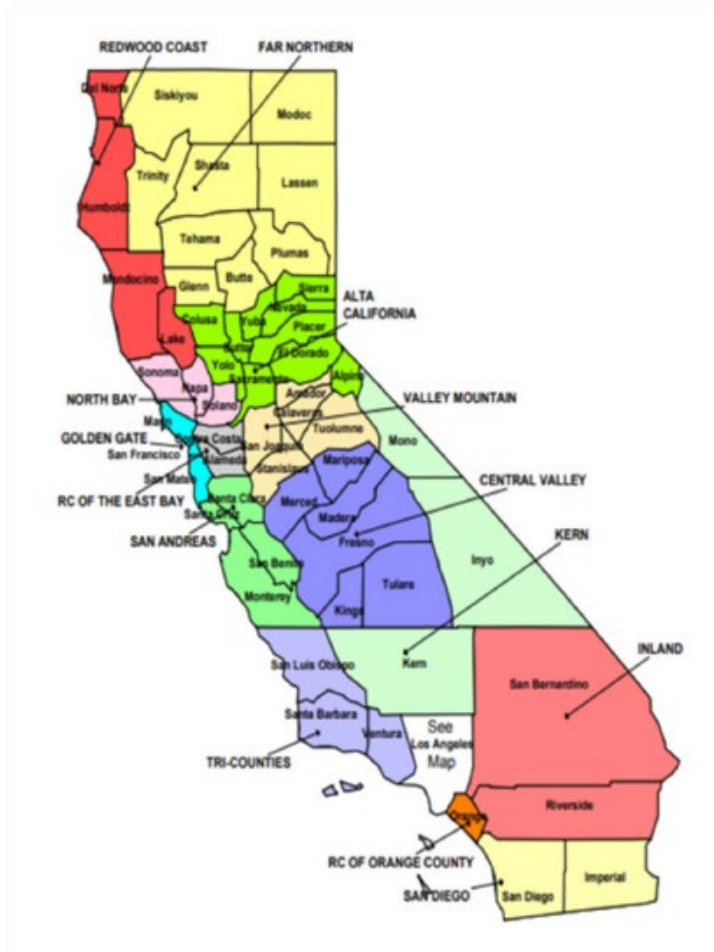 REDWOOD COAST
FAR NORTHERN
Del Norte
Siskiyou
Modoc
Trinity
Shasta
Lassen
Humboldt
Tehama
Plumas
Mendocino
Glenn
Butte
Sierra
ALTA
CALIFORNIA
Colusa
Yuba
Nevada
Placer
Lake
Sutter
El Dorado
Sonoma
Yolo
Sacramento
Alpine
Napa
Amador
NORTH BAY
Solano
VALLEY MOUNTAIN
Calaveras
Marin
Tuolumne
GOLDEN GATE
Contra Costa
San Joaquin
Mono
San Francisco
Alameda
Mariposa
Stanislaus
San Mateo
CENTRAL VALLEY
RC OF THE EAST BAY
Santa Clara
Merced
Santa Cruz
Madera
KERN
SAN ANDREAS
Fresno
Inyo
San Benito
Tulare
Monterey
Kings
INLAND
San Luis Obispo
Kern
San Bernardino
Santa Barbara
See
Ventura
Los Angeles
Map
TRI-COUNTIES
Riverside
Orange
RC OF ORANGE COUNTY
Imperial
SAN DIEGO
San Diego